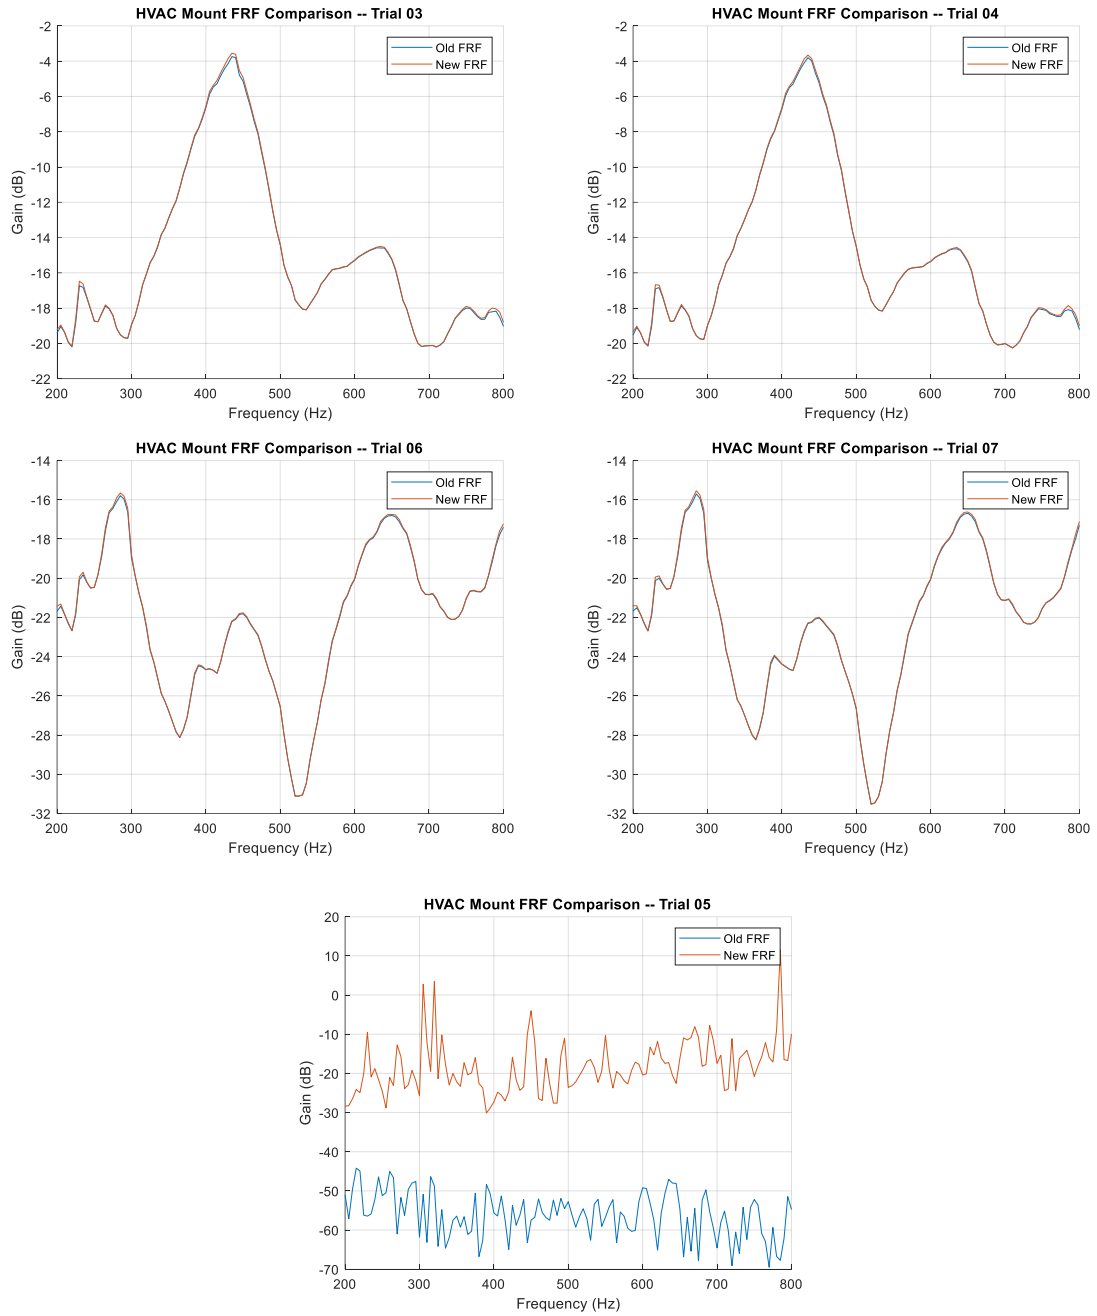 HVAC Mount FRF Comparison -- Trial 03
Old FRF
New FRF
-2
-4
-6
-8
-10
-12
-14
-16
-18
-20
-22
Gain (dB)
200 300 400 500 600 700 800
Frequency (Hz)
HVAC Mount FRF Comparison -- Trial 04
Old FRF
New FRF
-2
-4
-6
-8
-10
-12
-14
-16
-18
-20
-22
Gain (dB)
200 300 400 500 600 700 800
Frequency (Hz)
HVAC Mount FRF Comparison -- Trial 06
Old FRF
New FRF
-14
-16
-18
-20
-22
-24
-26
-28
-30
-32
Gain (dB)
200 300 400 500 600 700 800
Frequency (Hz)
HVAC Mount FRF Comparison -- Trial 07
Old FRF
New FRF
-14
-16
-18
-20
-22
-24
-26
-28
-30
-32
Gain (dB)
200 300 400 500 600 700 800
Frequency (Hz)
HVAC Mount FRF Comparison -- Trial 05
Old FRF
New FRF
20
10
0
-10
-20
-30
-40
-50
-60
-70
Gain (dB)
200 300 400 500 600 700 800
Frequency (Hz)